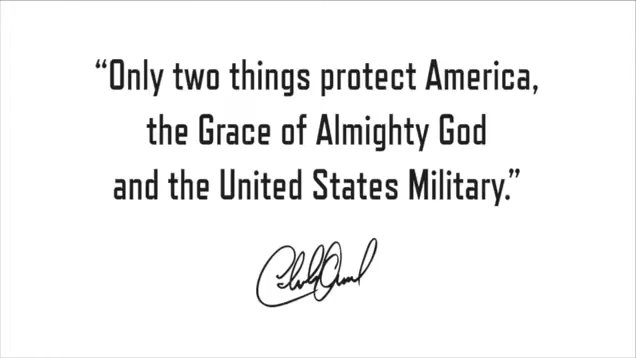 “Only two things protect America,
the Grace of Almighty God
and the United States Military.”